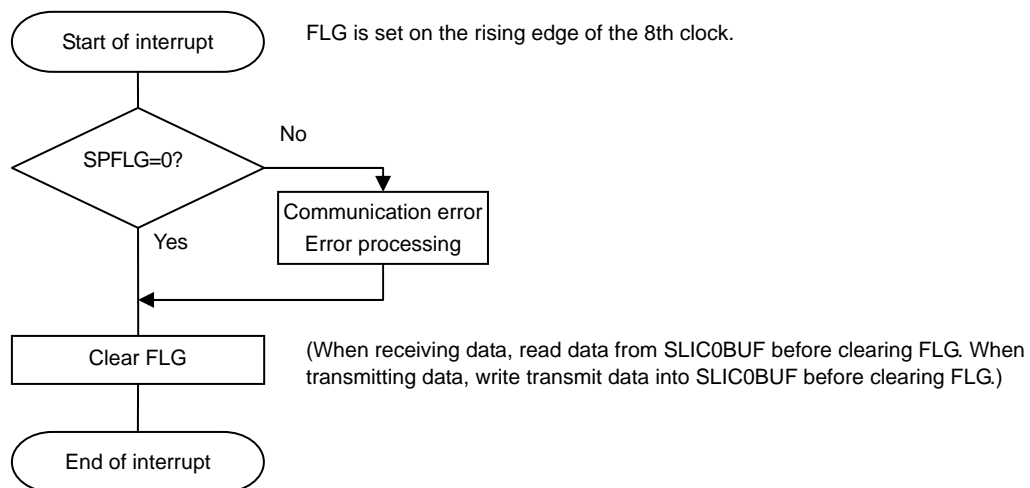 Start of interrupt
FLG is set on the rising edge of the 8th clock.
No
SPFLG=0?
Communication error
Error processing
Yes
Clear FLG
(When receiving data, read data from SLIC0BUF before clearing FLG. When
transmitting data, write transmit data into SLIC0BUF before clearing FLG.)
End of interrupt